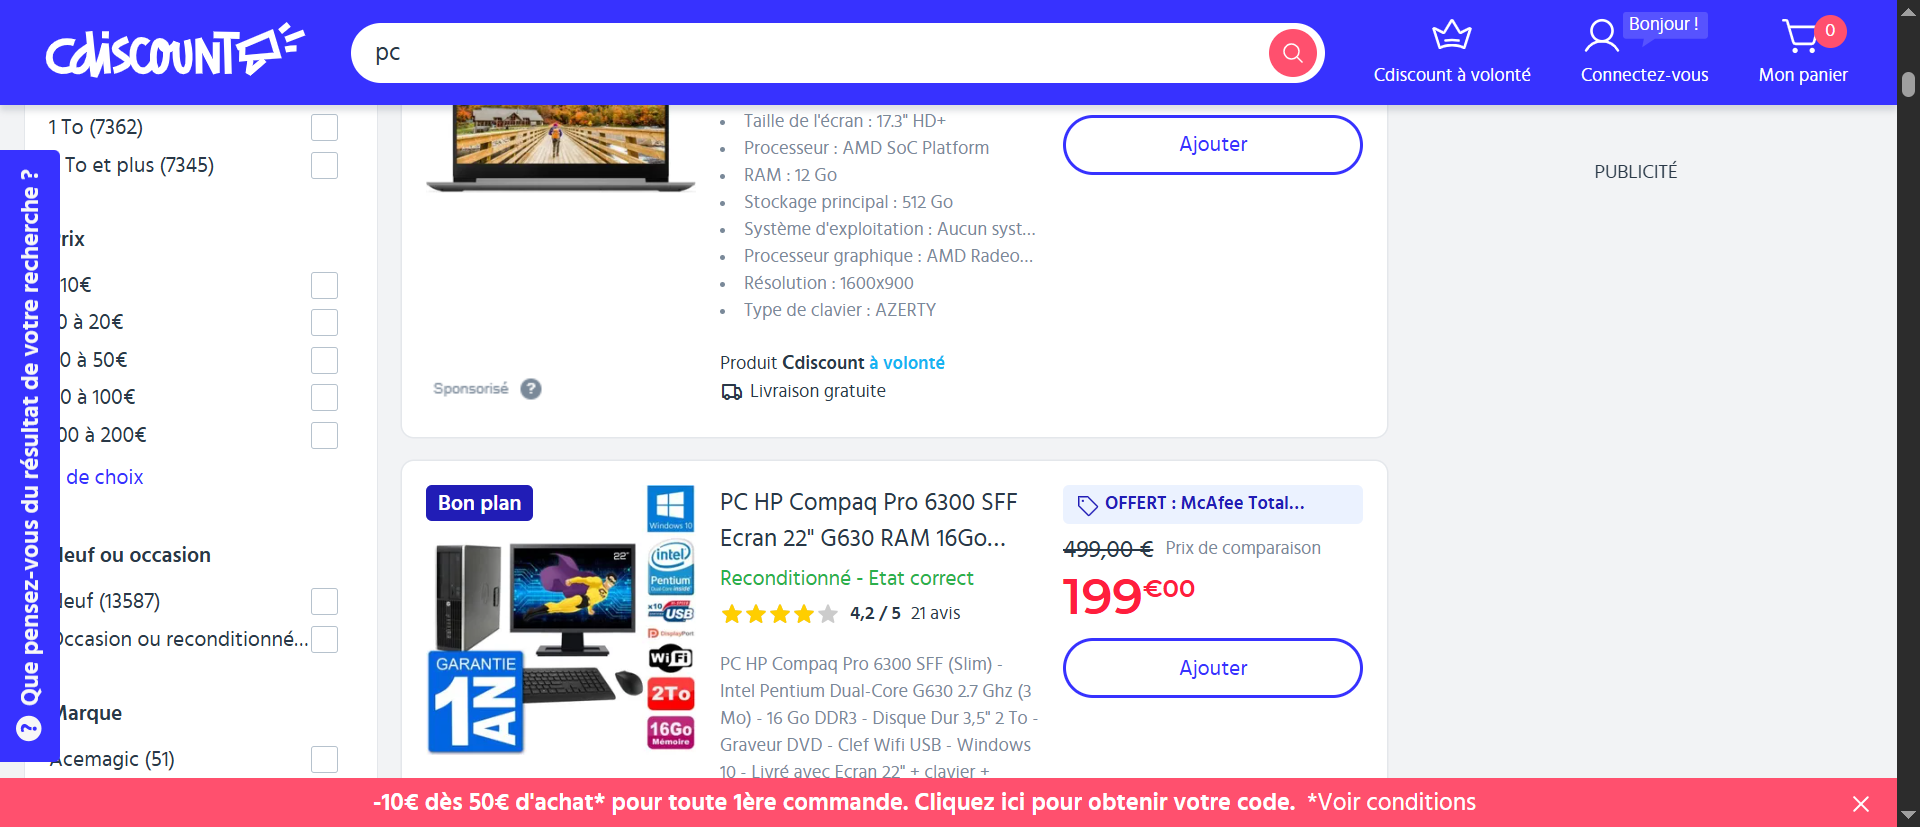 cdiscount
pc
Cdiscount à volonté
Bonjour !
Connectez-vous
0
Mon panier
1 To (7362)
To et plus (7345)
Que pensez-vous du résultat de votre recherche ?
?
rix
10€
0 à 20€
0 à 50€
0 à 100€
00 à 200€
de choix
Neuf ou occasion
Neuf (13587)
Occasion ou reconditionné...
Marque
Acemagic (51)
Taille de l'écran : 17.3" HD+
Processeur : AMD SoC Platform
RAM : 12 Go
Stockage principal : 512 Go
Système d'exploitation : Aucun syst...
Processeur graphique : AMD Radeo...
Résolution : 1600x900
Type de clavier : AZERTY
Produit Cdiscount à volonté
Livraison gratuite
Sponsorisé ?
Ajouter
PUBLICITÉ
Bon plan
Windows 10
22"
intel
Pentium
x10 USB
DisplayPort
WiFi
2To
16Go
Mémoire
GARANTIE
1 AN
PC HP Compaq Pro 6300 SFF
Ecran 22" G630 RAM 16Go...
Reconditionné - Etat correct
4,2 / 5 21 avis
PC HP Compaq Pro 6300 SFF (Slim) -
Intel Pentium Dual-Core G630 2.7 Ghz (3
Mo) - 16 Go DDR3 - Disque Dur 3,5" 2 To -
Graveur DVD - Clef Wifi USB - Windows
10 - Livré avec Ecran 22" + clavier +
OFFERT : McAfee Total...
499,00 € Prix de comparaison
199€00
Ajouter
-10€ dès 50€ d'achat* pour toute 1ère commande. Cliquez ici pour obtenir votre code. *Voir conditions